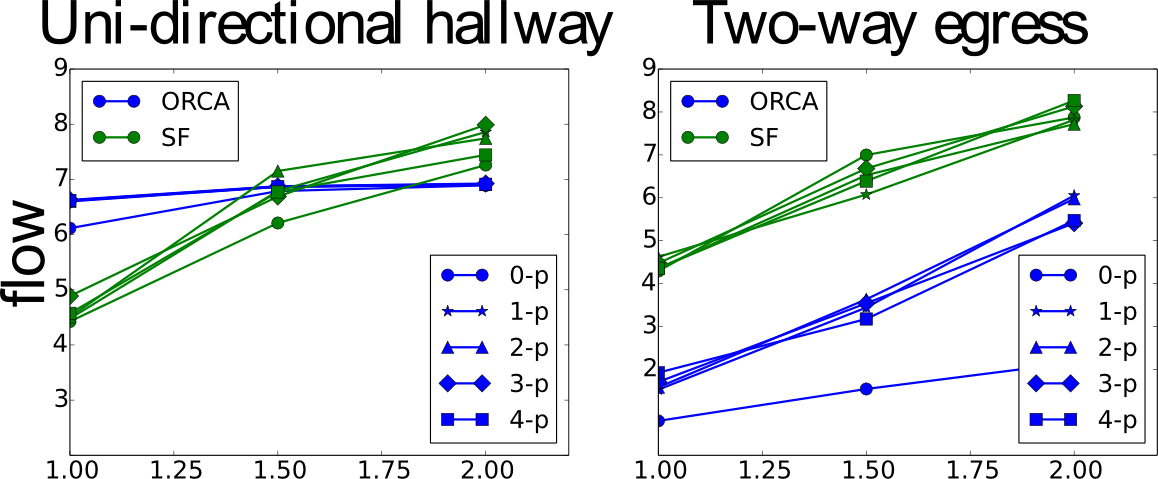 Uni-directional hallway
Two-way egress
flow
9
8
7
6
5
4
3
ORCA
SF
0-p
1-p
2-p
3-p
4-p
1.00 1.25 1.50 1.75 2.00
9
8
7
6
5
4
3
2
ORCA
SF
0-p
1-p
2-p
3-p
4-p
1.00 1.25 1.50 1.75 2.00